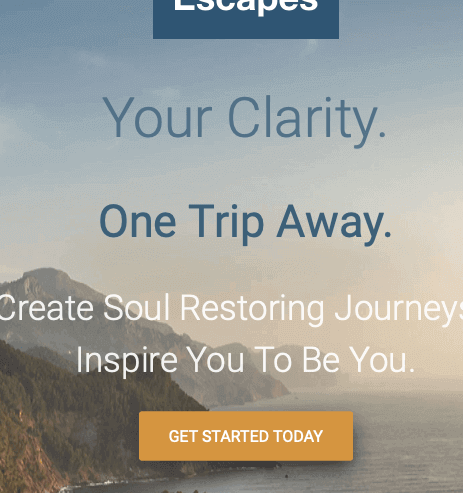 Escapes
Your Clarity.
One Trip Away.
Create Soul Restoring Journeys
Inspire You To Be You.
GET STARTED TODAY